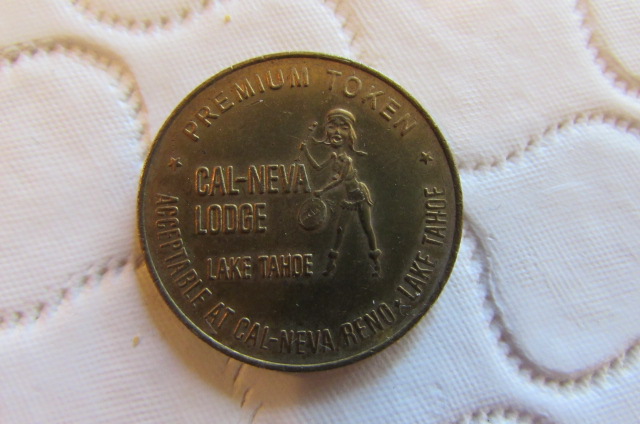 PREMIUM TOKEN
CAL-NEVA
LODGE
LAKE TAHOE
ACCEPTABLE AT CAL-NEVA/RENO-LAKE TAHOE